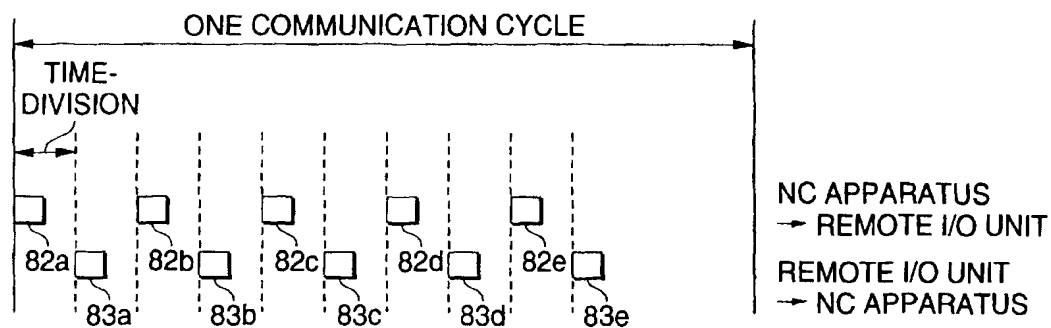 ONE COMMUNICATION CYCLE
TIME-
DIVISION
NC APPARATUS
→ REMOTE I/O UNIT
82a 82b 82c 82d 82e
REMOTE I/O UNIT
→ NC APPARATUS
83a 83b 83c 83d 83e